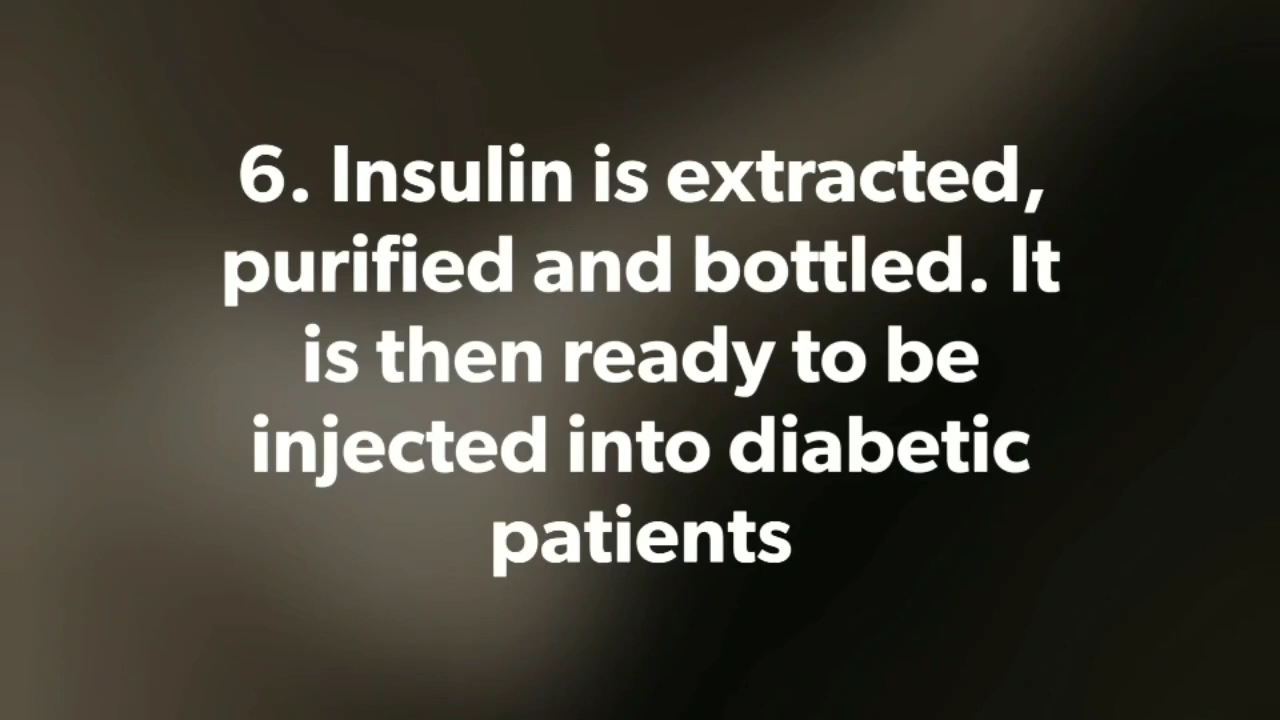 6. Insulin is extracted,
purified and bottled. It
is then ready to be
injected into diabetic
patients